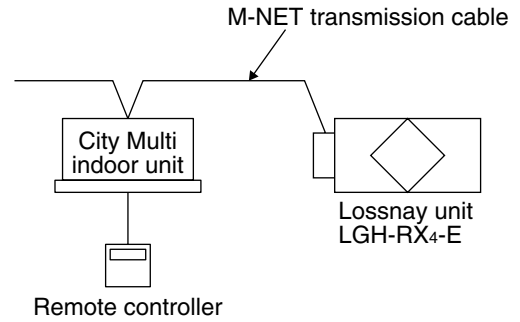 M-NET transmission cable
City Multi
indoor unit
Lossnay unit
LGH-RX4-E
Remote controller